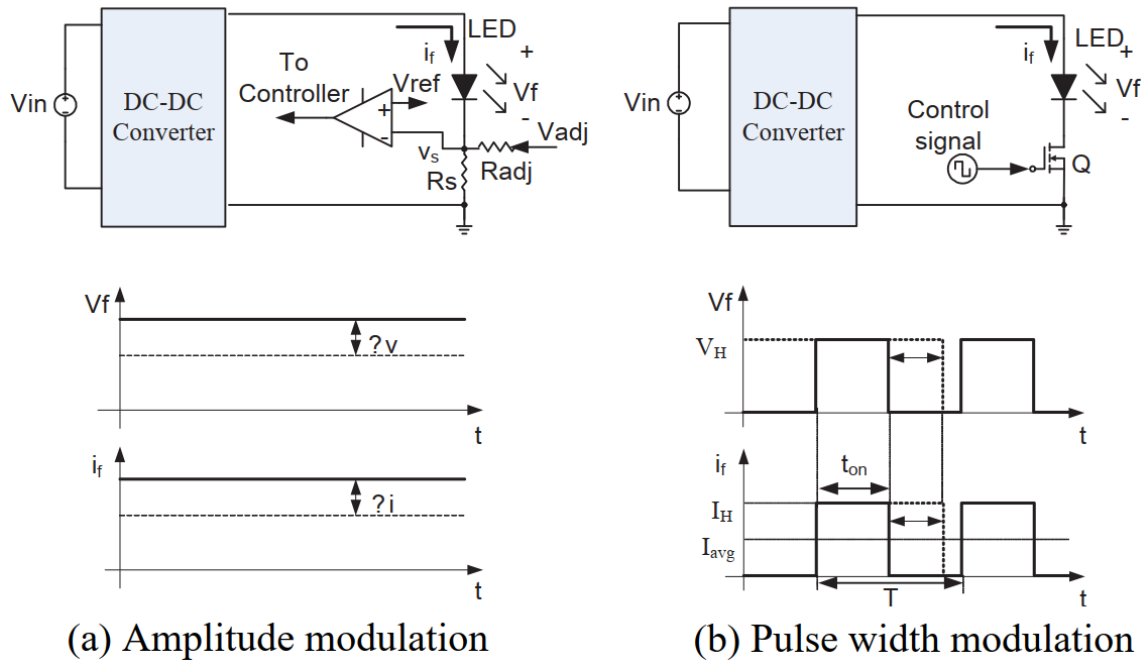 Vin
DC-DC
Converter
To
Controller
Vref
i_f
LED
+
Vf
-
+
-
v_s
Rs
Radj
Vadj
Vf
?v
t
i_f
?i
t
(a) Amplitude modulation
Vin
DC-DC
Converter
Control
signal
i_f
LED
+
Vf
-
Q
Vf
V_H
t
i_f
t_on
I_H
I_avg
T
t
(b) Pulse width modulation